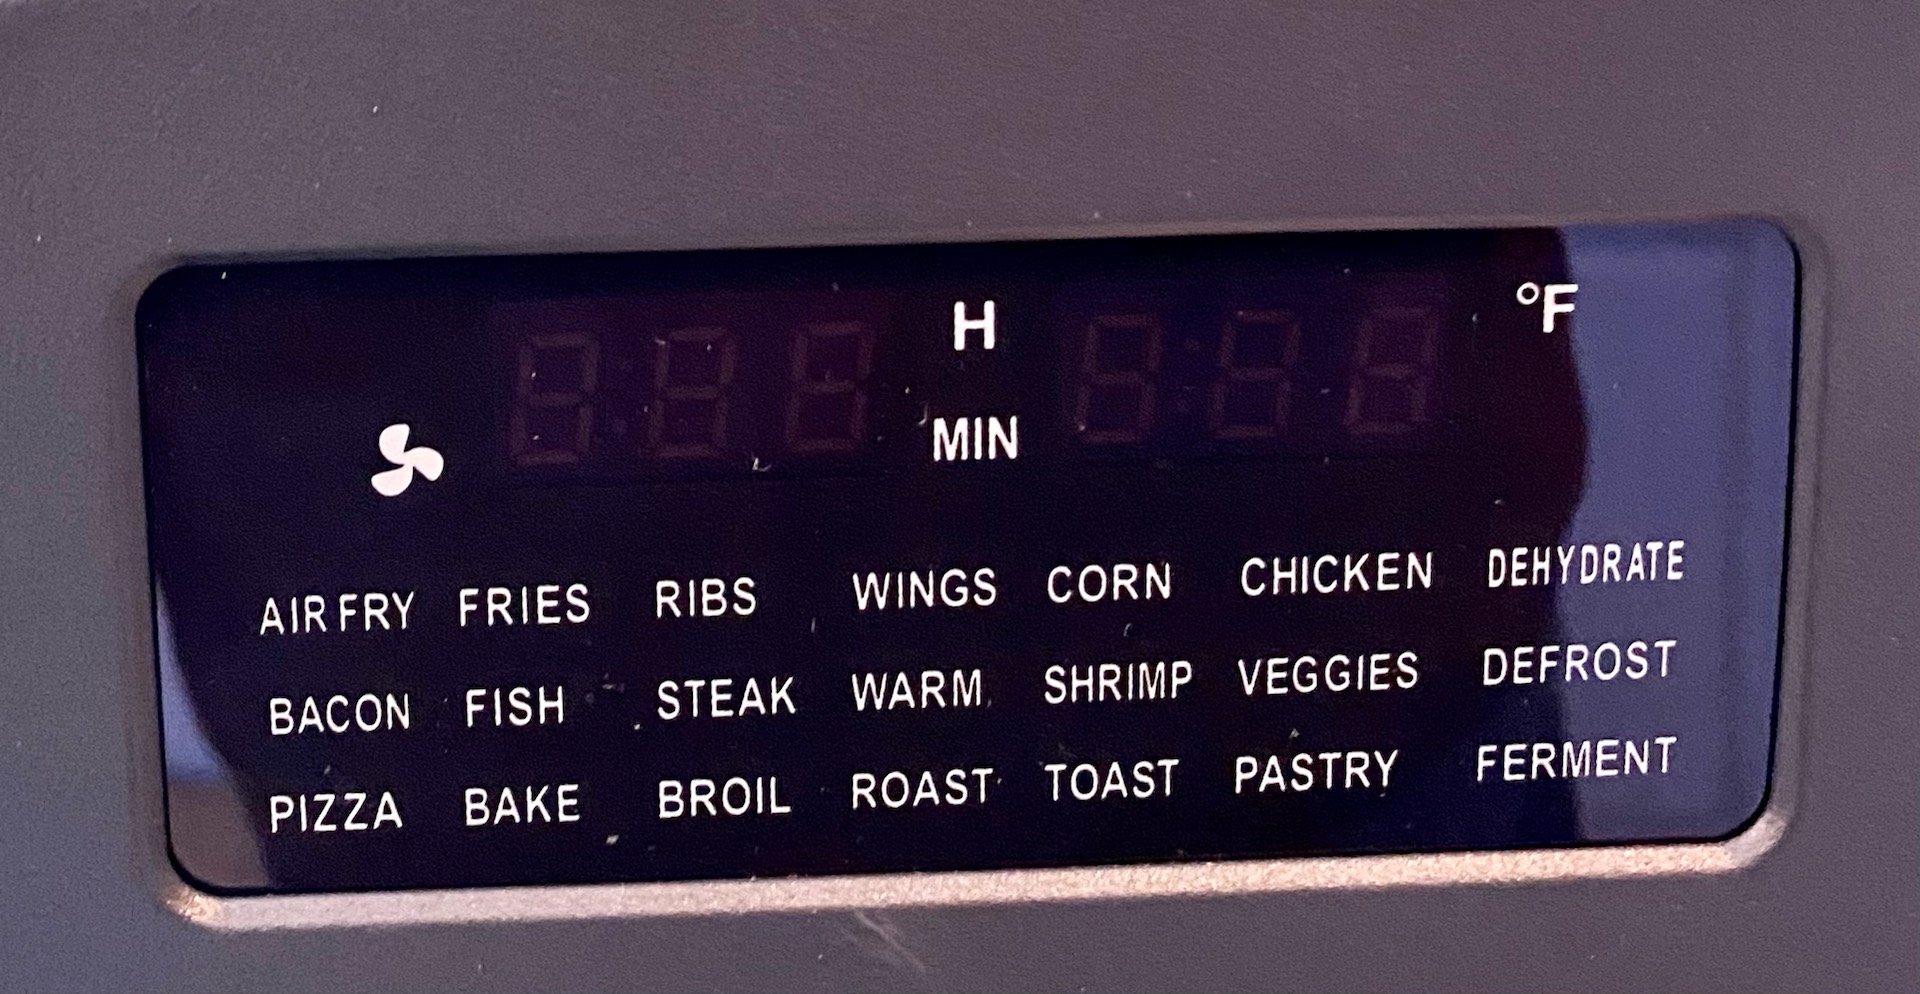 H °F
MIN
AIR FRY FRIES RIBS WINGS CORN CHICKEN DEHYDRATE
BACON FISH STEAK WARM SHRIMP VEGGIES DEFROST
PIZZA BAKE BROIL ROAST TOAST PASTRY FERMENT